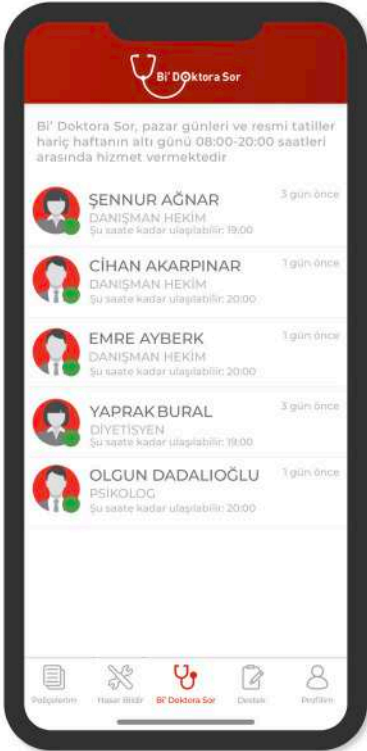 Bi' Doktora Sor
Bi' Doktora Sor, pazar günleri ve resmi tatiller
hariç haftanın altı günü 08:00-20:00 saatleri
arasında hizmet vermektedir
ŞENNUR AĞNAR
3 gün önce
DANIŞMAN HEKİM
Şu saate kadar ulaşılabilir: 19:00
CİHAN AKARPINAR
1 gün önce
DANIŞMAN HEKİM
Şu saate kadar ulaşılabilir: 20:00
EMRE AYBERK
1 gün önce
DANIŞMAN HEKİM
Şu saate kadar ulaşılabilir: 20:00
YAPRAK BURAL
3 gün önce
DİYETİSYEN
Şu saate kadar ulaşılabilir: 19:00
OLGUN DADALIOĞLU
1 gün önce
PSİKOLOG
Şu saate kadar ulaşılabilir: 20:00
Poliçelerim Hasar Bildir Bi' Doktora Sor Destek Profilim